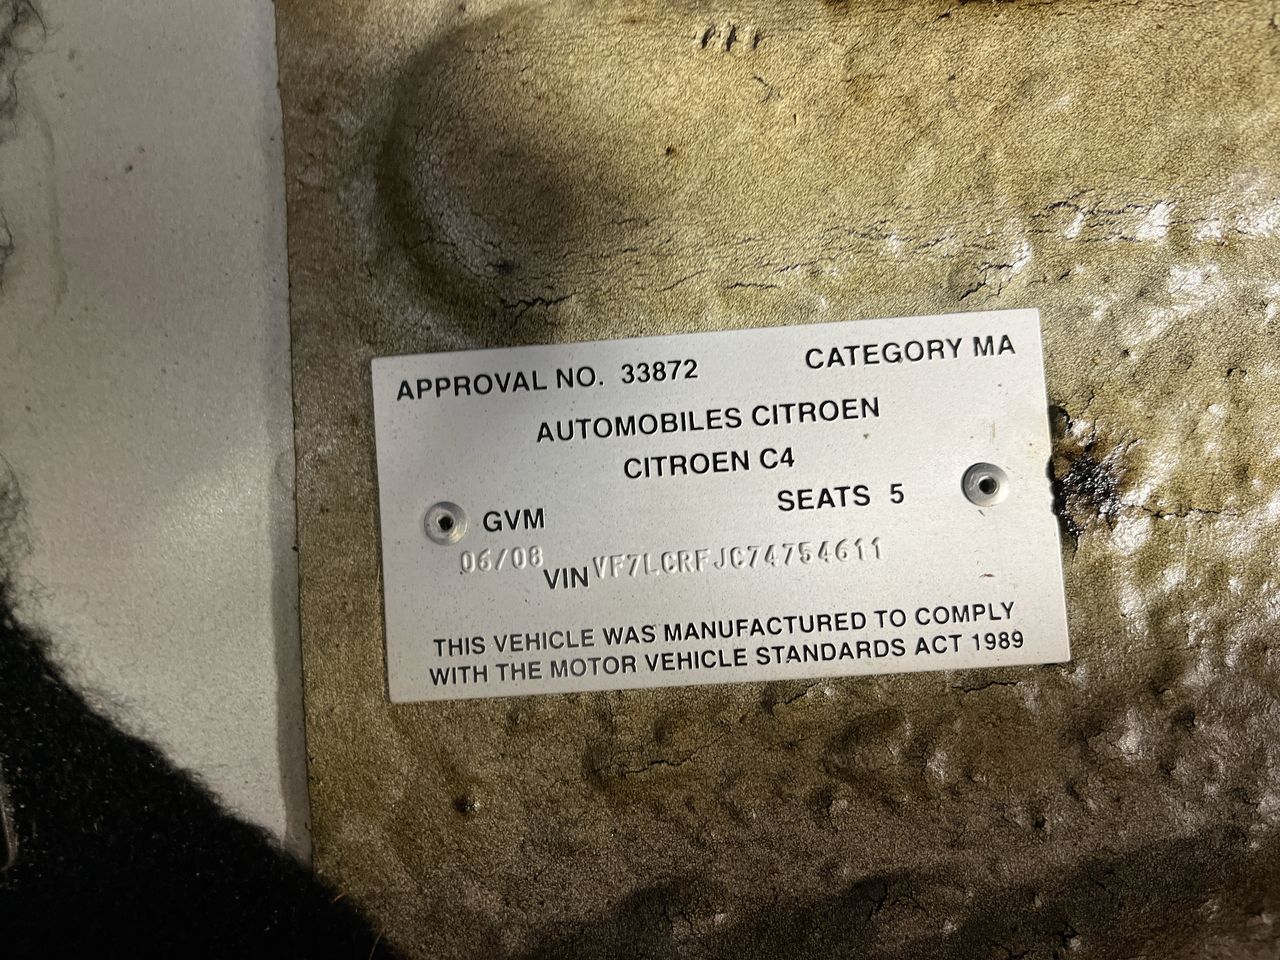 APPROVAL NO. 33872 CATEGORY MA
AUTOMOBILES CITROEN
CITROEN C4
GVM SEATS 5
06/08 VIN VF7LCRFJC74754611
THIS VEHICLE WAS MANUFACTURED TO COMPLY
WITH THE MOTOR VEHICLE STANDARDS ACT 1989